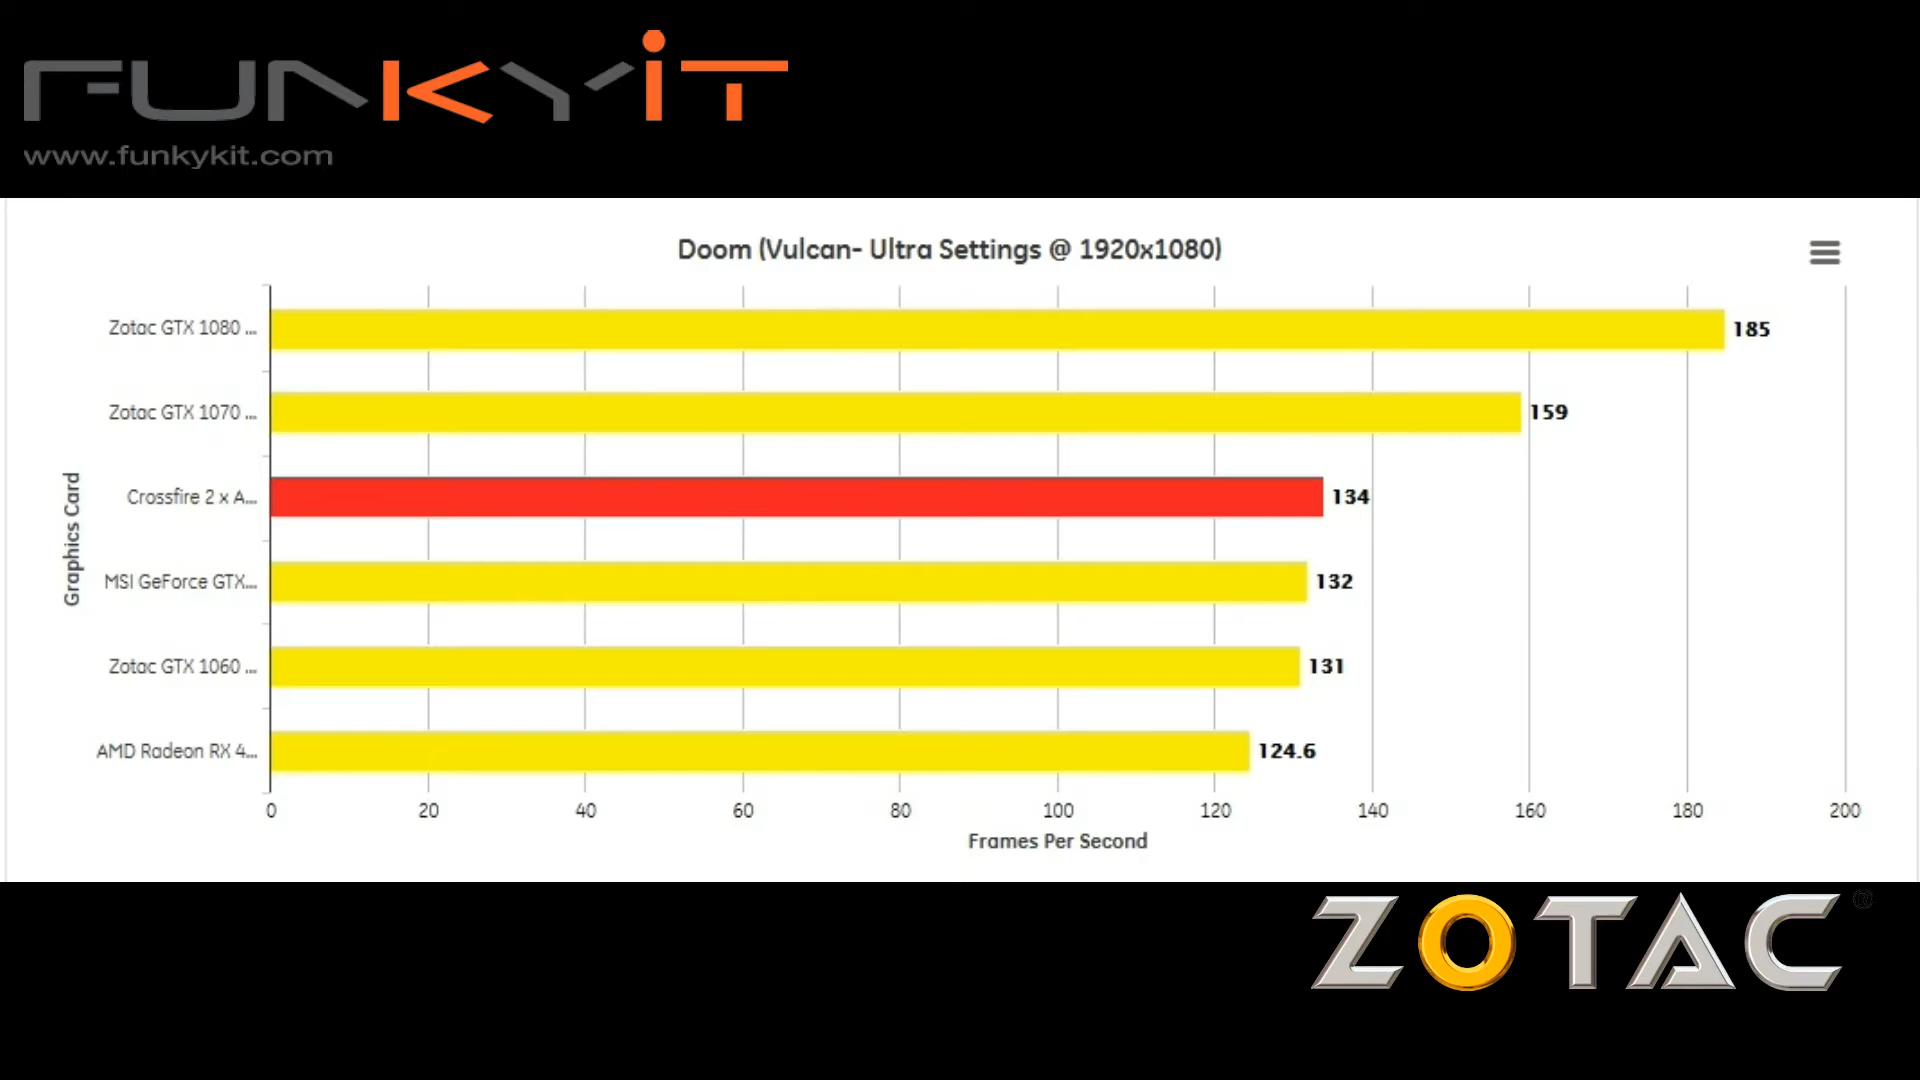 FUNKYiT
www.funkykit.com
Doom (Vulcan- Ultra Settings @ 1920x1080)
Zotac GTX 1080 ...
185
Zotac GTX 1070 ...
159
Crossfire 2 x A...
134
MSI GeForce GTX...
132
Zotac GTX 1060 ...
131
AMD Radeon RX 4...
124.6
Graphics Card
0 20 40 60 80 100 120 140 160 180 200
Frames Per Second
ZOTAC ®